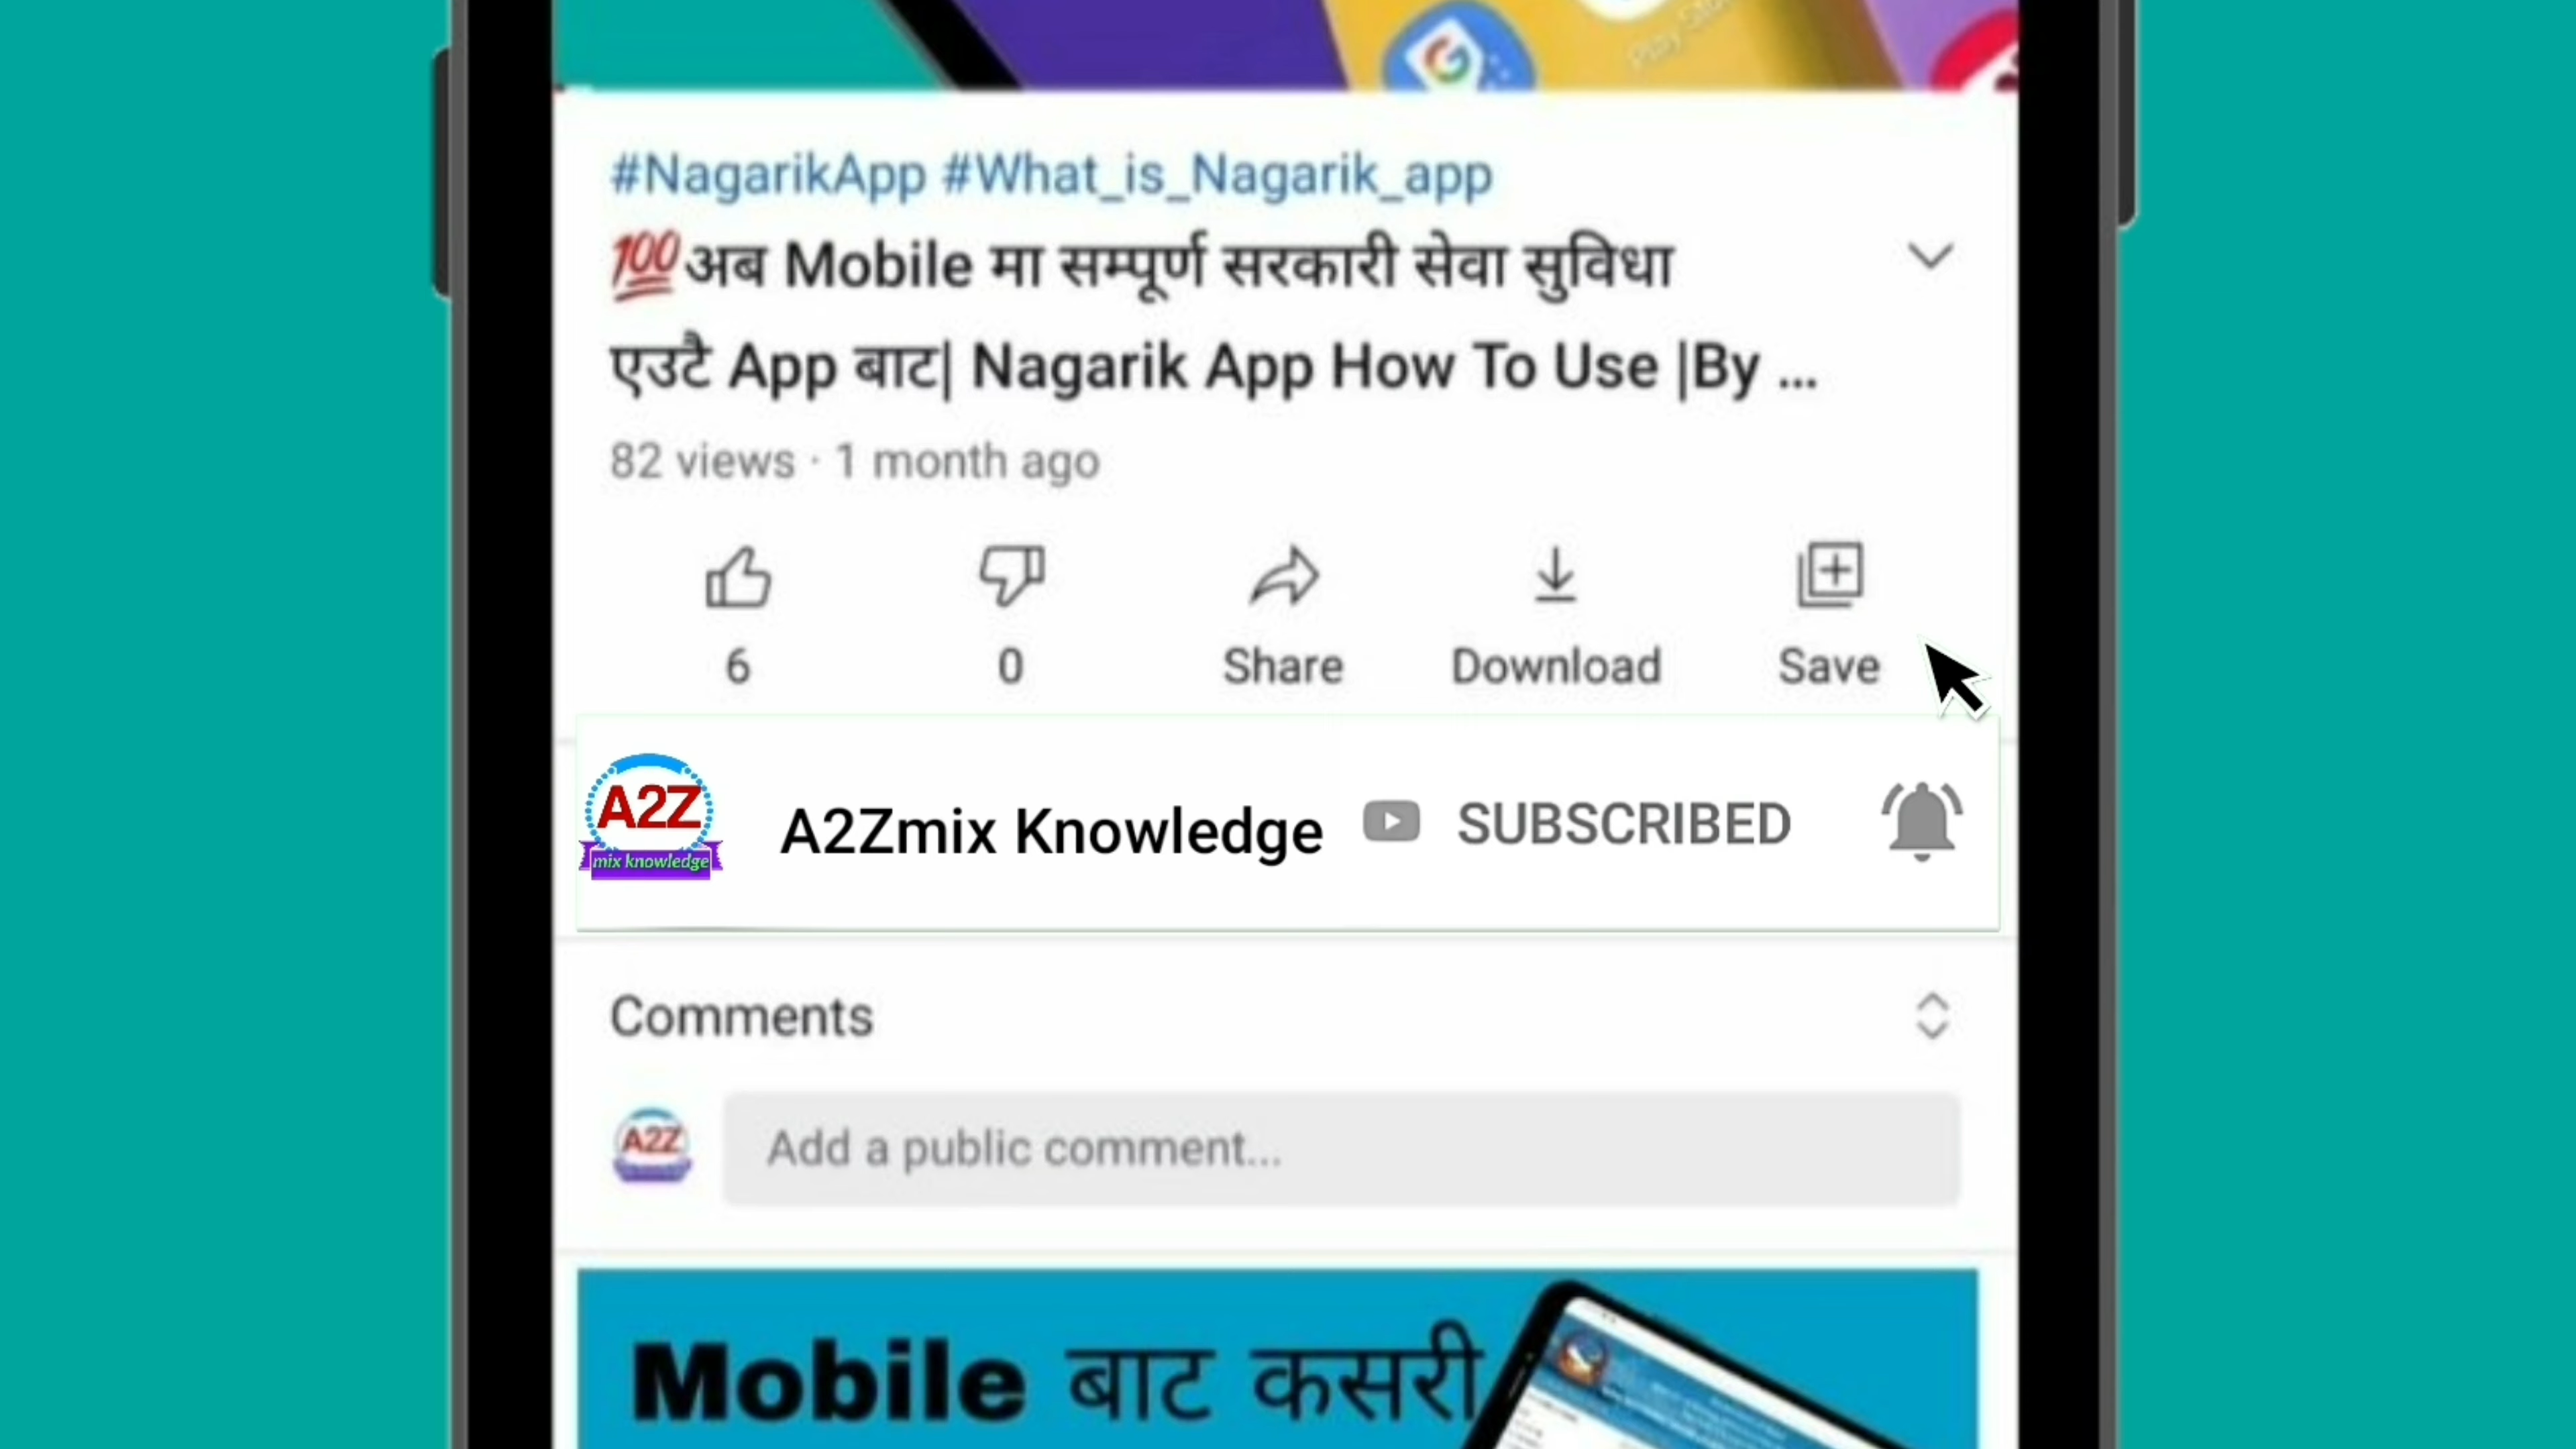 #NagarikApp #What_is_Nagarik_app
💯अब Mobile मा सम्पूर्ण सरकारी सेवा सुविधा
एउटै App बाट| Nagarik App How To Use |By ...
82 views · 1 month ago
6 0 Share Download Save
A2Z
mix knowledge
A2Zmix Knowledge SUBSCRIBED
Comments
A2Z
Add a public comment...
Mobile बाट कसरी